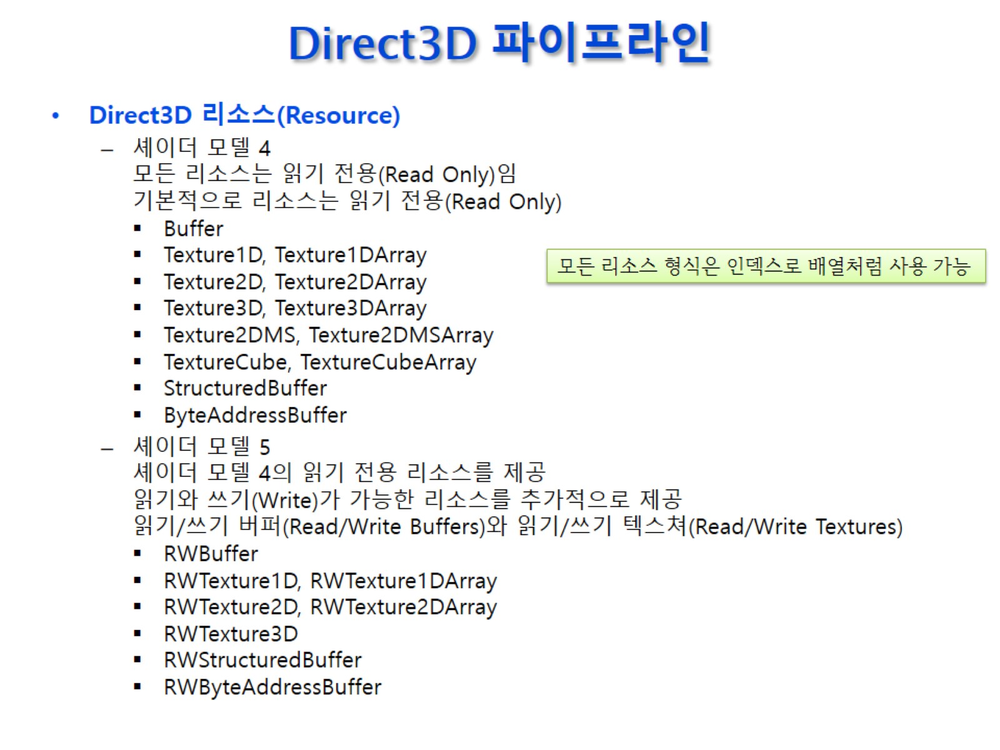 Direct3D 파이프라인
• Direct3D 리소스(Resource)
– 셰이더 모델 4
모든 리소스는 읽기 전용(Read Only)임
기본적으로 리소스는 읽기 전용(Read Only)
▪ Buffer
▪ Texture1D, Texture1DArray
모든 리소스 형식은 인덱스로 배열처럼 사용 가능
▪ Texture2D, Texture2DArray
▪ Texture3D, Texture3DArray
▪ Texture2DMS, Texture2DMSArray
▪ TextureCube, TextureCubeArray
▪ StructuredBuffer
▪ ByteAddressBuffer
– 셰이더 모델 5
셰이더 모델 4의 읽기 전용 리소스를 제공
읽기와 쓰기(Write)가 가능한 리소스를 추가적으로 제공
읽기/쓰기 버퍼(Read/Write Buffers)와 읽기/쓰기 텍스쳐(Read/Write Textures)
▪ RWBuffer
▪ RWTexture1D, RWTexture1DArray
▪ RWTexture2D, RWTexture2DArray
▪ RWTexture3D
▪ RWStructuredBuffer
▪ RWByteAddressBuffer